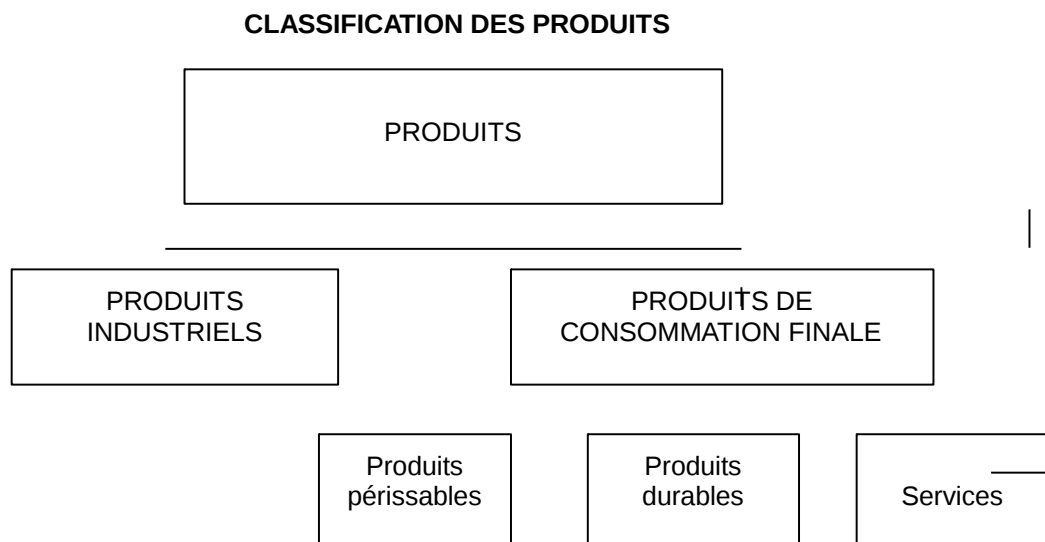 CLASSIFICATION DES PRODUITS
PRODUITS
PRODUITS
INDUSTRIELS
PRODUITS DE
CONSOMMATION FINALE
Produits
périssables
Produits
durables
Services